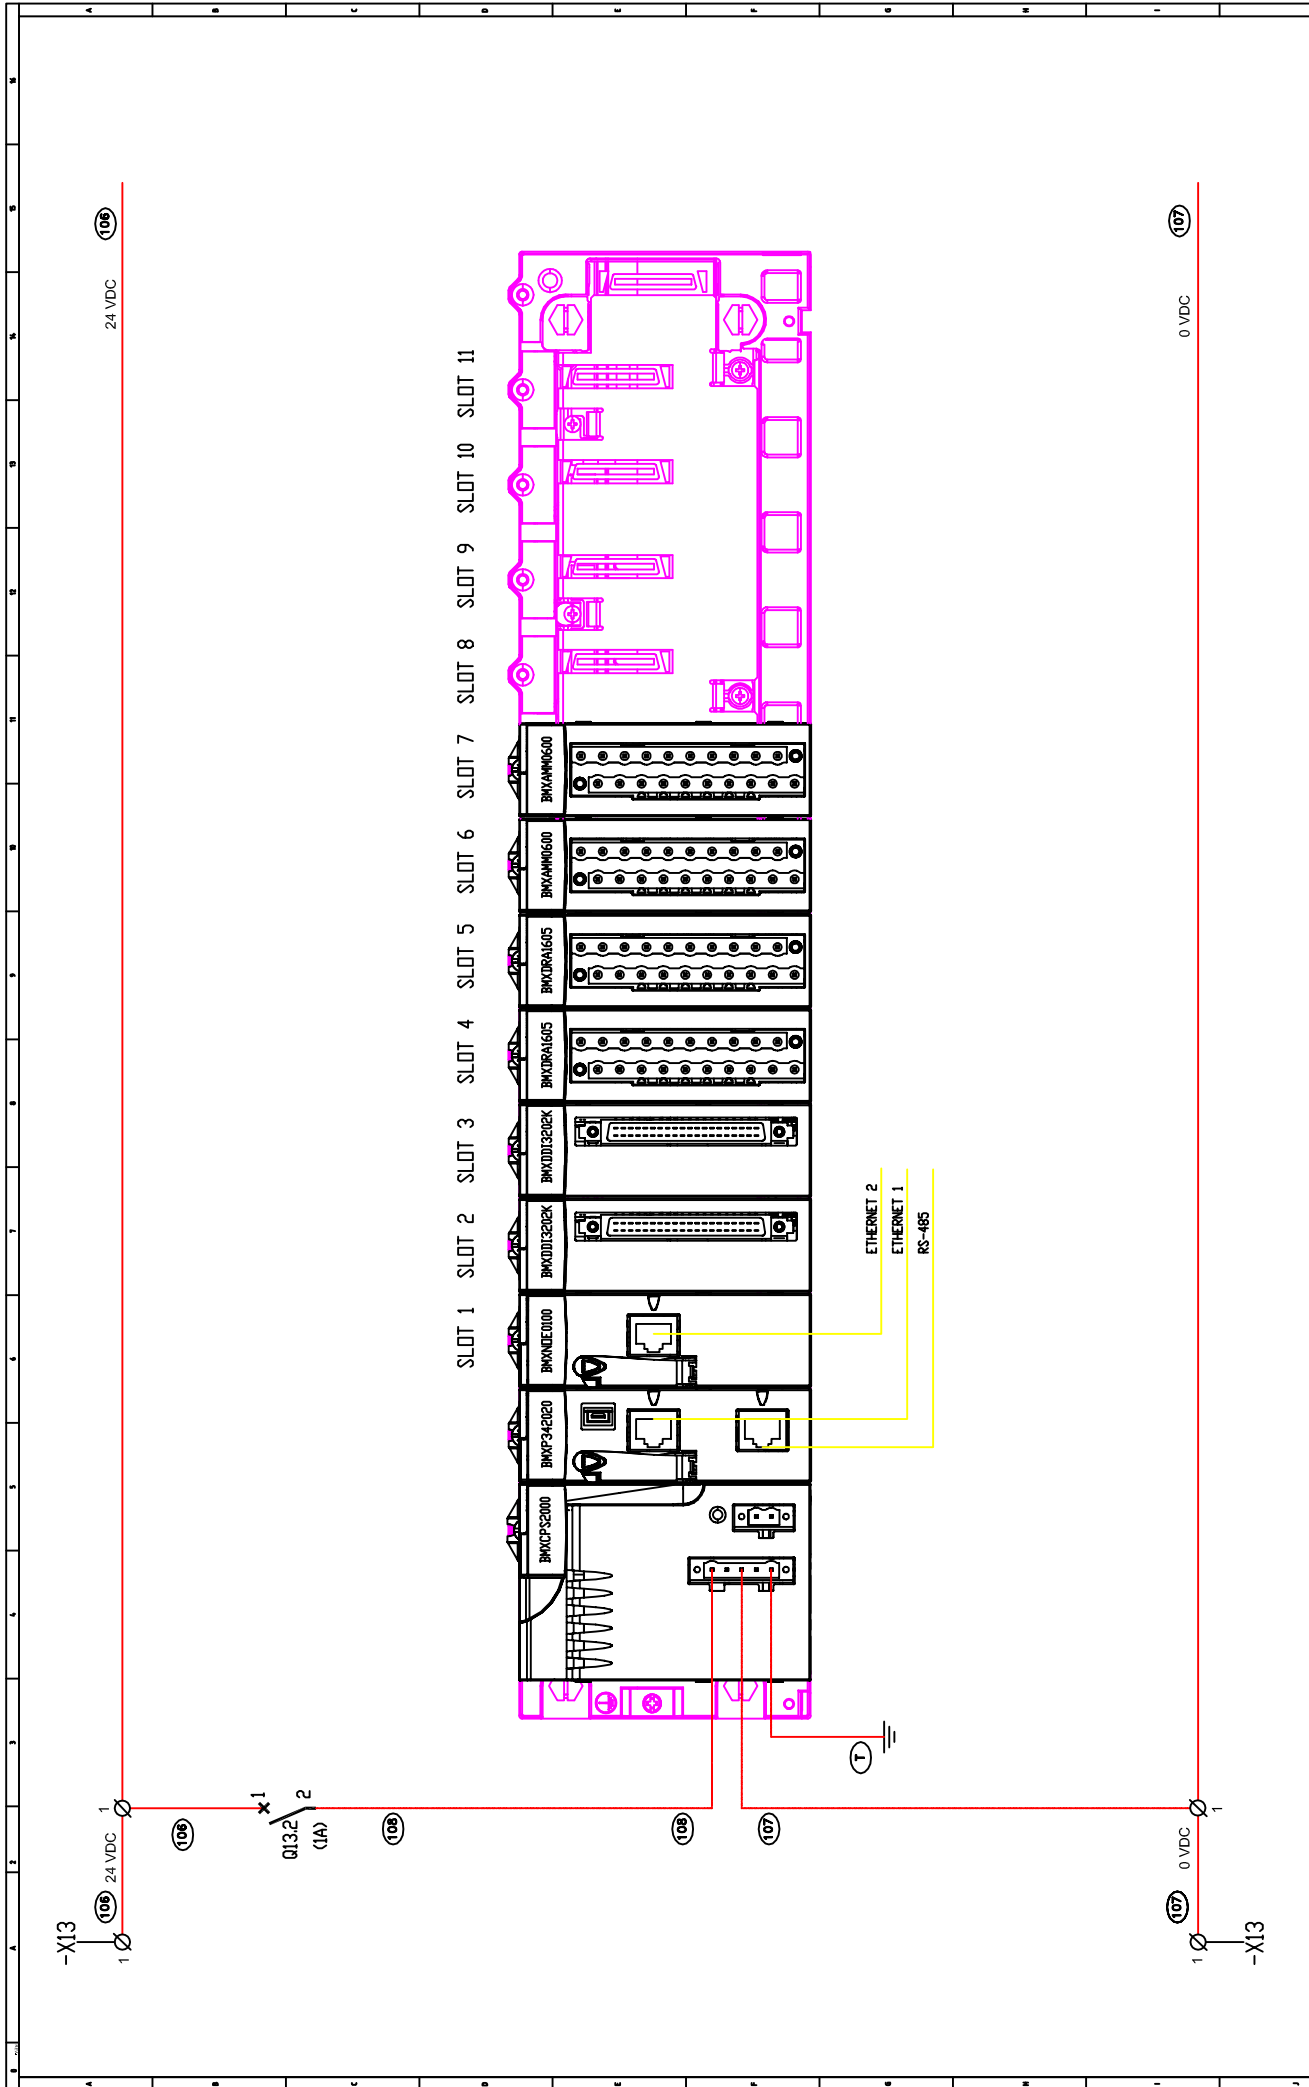 -X13
1
106
24 VDC
1
24 VDC
106
106
1
Q13.2
2
(1A)
108
SLOT 1
SLOT 2
SLOT 3
SLOT 4
SLOT 5
SLOT 6
SLOT 7
SLOT 8
SLOT 9
SLOT 10
SLOT 11
BMXCPS2000
BMXP342020
BMXNOE0100
BMXDDI3202K
BMXDDI3202K
BMXDRA1605
BMXDRA1605
BMXAMM0600
BMXAMM0600
108
107
T
ETHERNET 2
ETHERNET 1
RS-485
1
107
0 VDC
1
0 VDC
107
-X13